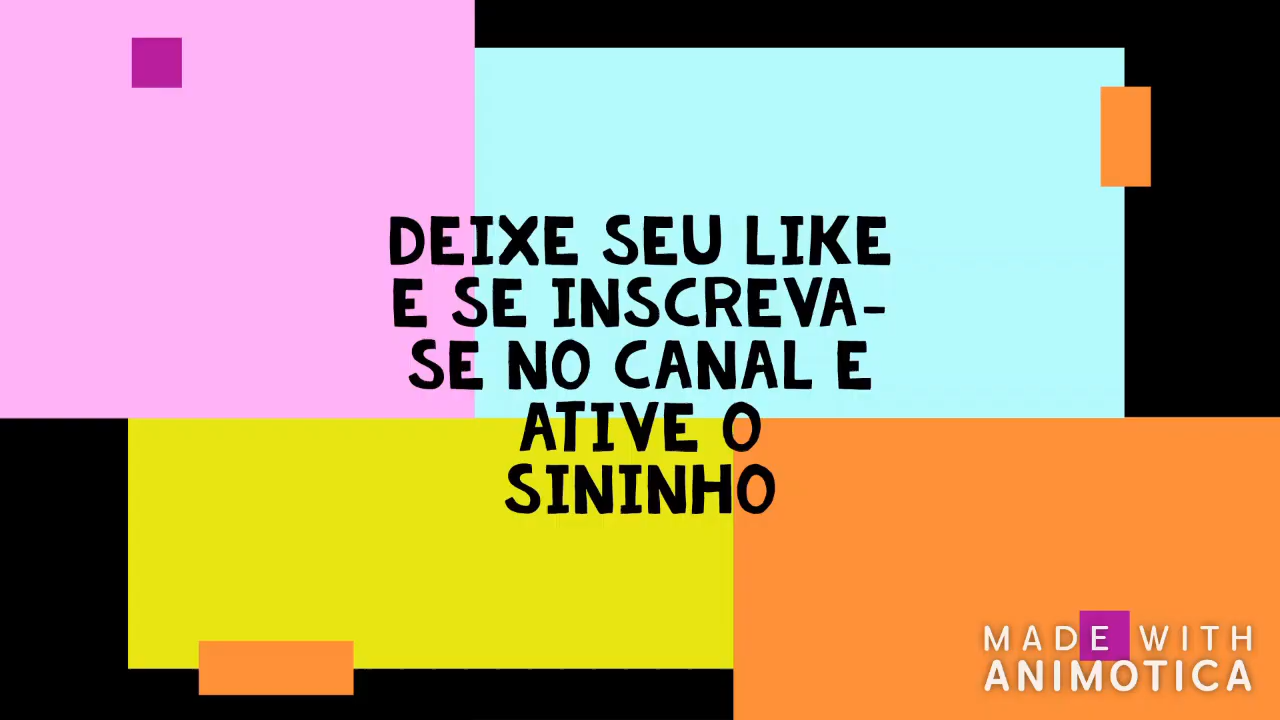 DEIXE SEU LIKE
E SE INSCREVA-
SE NO CANAL E
ATIVE O
SININHO
MADE WITH
ANIMOTICA